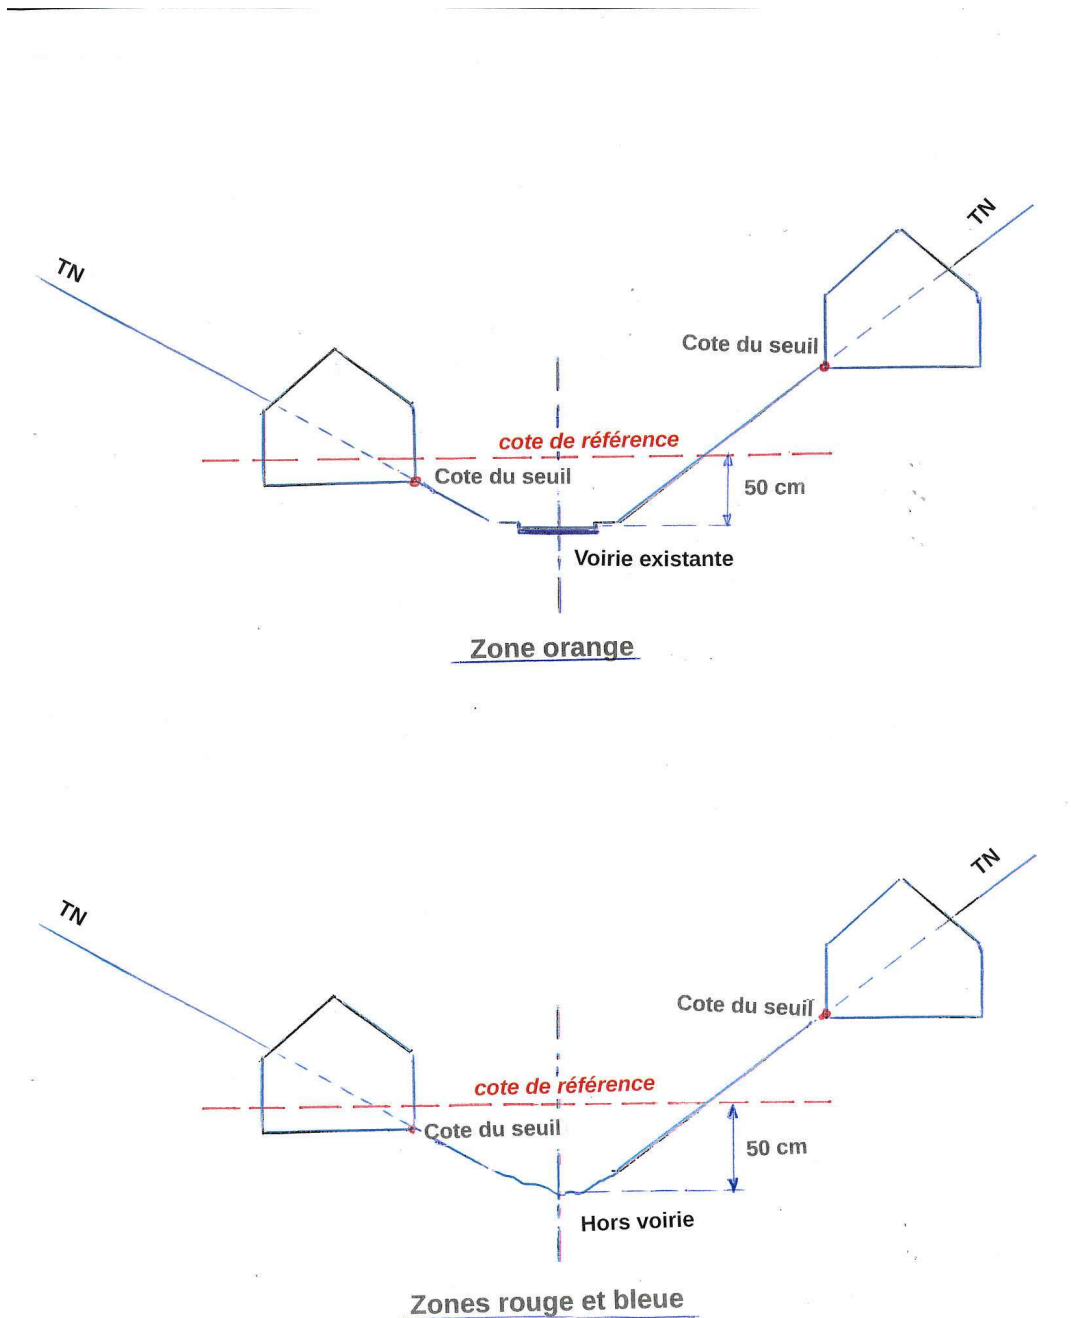 TN
TN
Cote du seuil
cote de référence
Cote du seuil
50 cm
Voirie existante
Zone orange
TN
TN
Cote du seuil
cote de référence
Cote du seuil
50 cm
Hors voirie
Zones rouge et bleue